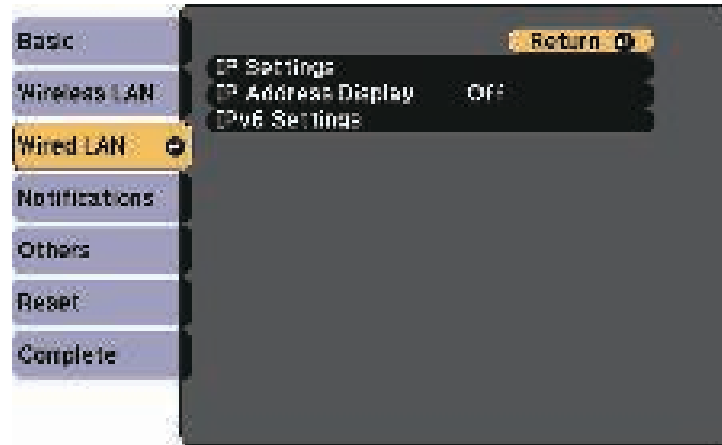 Basic
Wireless LAN
Wired LAN
Notifications
Others
Reset
Complete
Return
IP Settings
IP Address Display Off
IPv6 Settings